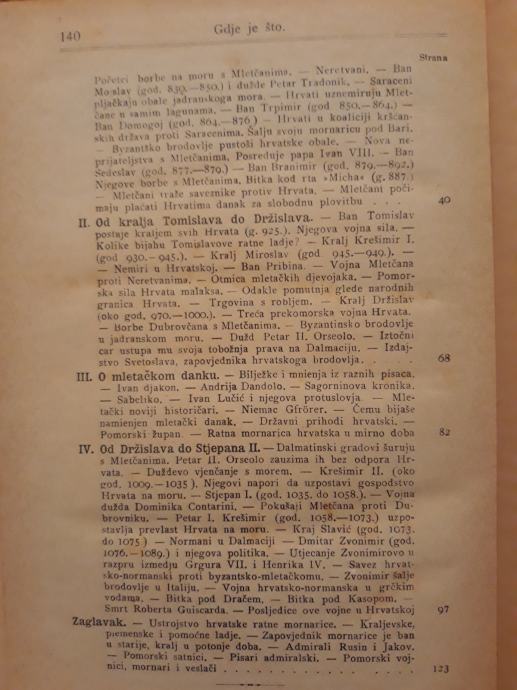 140
Gdje je što.
Strana
Početci borbe na moru s Mletčanima. — Neretvani. — Ban
Mojslav (god. 839.—850.) i dužde Petar Tradonik. — Saraceni
pljačkaju obale jadranskoga mora. — Hrvati uznemiruju Mlet-
čane u samim lagunama. — Ban Trpimir (god 850.—864.) —
Ban Domogoj (god. 864.—876) — Hrvati u koaliciji kršćan-
skih država proti Saracenima. Šalju svoju mornaricu pod Bari.
— Byzantsko brodovlje pustoši hrvatske obale. — Nova ne-
prijateljstva s Mletčanima. Posreduje papa Ivan VIII. — Ban
Sedeslav (god. 877.—879.) — Ban Branimir (god. 879.—892.)
Njegove borbe s Mletčanima. Bitka kod rta »Micha« (g. 887.)
— Mletčani traže saveznike protiv Hrvata. — Mletčani poči-
maju plaćati Hrvatima danak za slobodnu plovitbu . . . 40
II. Od kralja Tomislava do Držislava. — Ban Tomislav
postaje kraljem svih Hrvata (g. 925.). Njegova vojna sila. —
Kolike bijahu Tomislavove ratne ladje? — Kralj Krešimir I.
(god 930.—945.). — Kralj Miroslav (god 945.—949.). —
— Nemiri u Hrvatskoj. — Ban Pribina. — Vojna Mletčana
proti Neretvanima. — Otmica mletačkih djevojaka. — Pomor-
ska sila Hrvata malaksa. — Odakle pomutnja glede narodnih
granica Hrvata. — Trgovina s robljem. — Kralj Držislav
(oko god, 970.—1000.). — Treća prekomorska vojna Hrvata.
— Borbe Dubrovčana s Mletčanima. — Byzantinsko brodovlje
u jadranskom moru. — Dužd Petar II. Orseolo. — Iztočni
car ustupa mu svoja tobožnja prava na Dalmaciju. — Izdaj-
stvo Svetoslava, zapovjednika hrvatskoga brodovlja. . . 68
III. O mletačkom danku. — Bilježke i mnienja iz raznih pisaca.
— Ivan djakon. — Andrija Dandolo. — Sagorninova kronika.
— Sabeliko. — Ivan Lučić i njegova protuslovja. — Mle-
tački noviji historičari. — Niemac Gfrörer. — Čemu bijaše
namienjen mletački danak. — Državni prihodi hrvatski. —
Pomorski župan. — Ratna mornarica hrvatska u mirno doba 82
IV. Od Držislava do Stjepana II. — Dalmatinski gradovi šuruju
s Mletčanima. Petar II. Orseolo zauzima ih bez odpora Hr-
vata. — Duždevo vjenčanje s morem. — Krešimir II. (oko
god. 1009.—1035). Njegovi napori da uzpostavi gospodstvo
Hrvata na moru. — Stjepan I. (god. 1035. do 1058.). — Vojna
dužda Dominika Contarini. — Pokušaji Mletčana proti Du-
brovniku. — Petar I. Krešimir (god. 1058.—1073.) uzpo-
stavlja prevlast Hrvata na moru. — Kraj Slavić (god. 1073.
do 1075) — Normani u Dalmaciji — Dmitar Zvonimir (god.
1076.—1089.) i njegova politika. — Utjecanje Zvonimirovo u
razpru izmedju Grgura VII. i Henrika IV. — Savez hrvat-
sko-normanski proti byzantsko-mletačkomu. — Zvonimir šalje
brodovlje u Italiju. — Vojna hrvatsko-normanska u grčkim
vodama. — Bitka pod Dračem. — Bitka pod Kasopom. —
Smrt Roberta Guiscarda. — Posljedice ove vojne u Hrvatskoj 97
Zaglavak. — Ustrojstvo hrvatske ratne mornarice. — Kraljevske,
plemenske i pomoćne ladje. — Zapovjednik mornarice je ban
u starije, kralj u potonje doba. — Admirali Rusin i Jakov.
— Pomorski satnici. — Pisari admiralski. — Pomorski voj-
nici, mornari i veslači . . . . . . . . . . 123